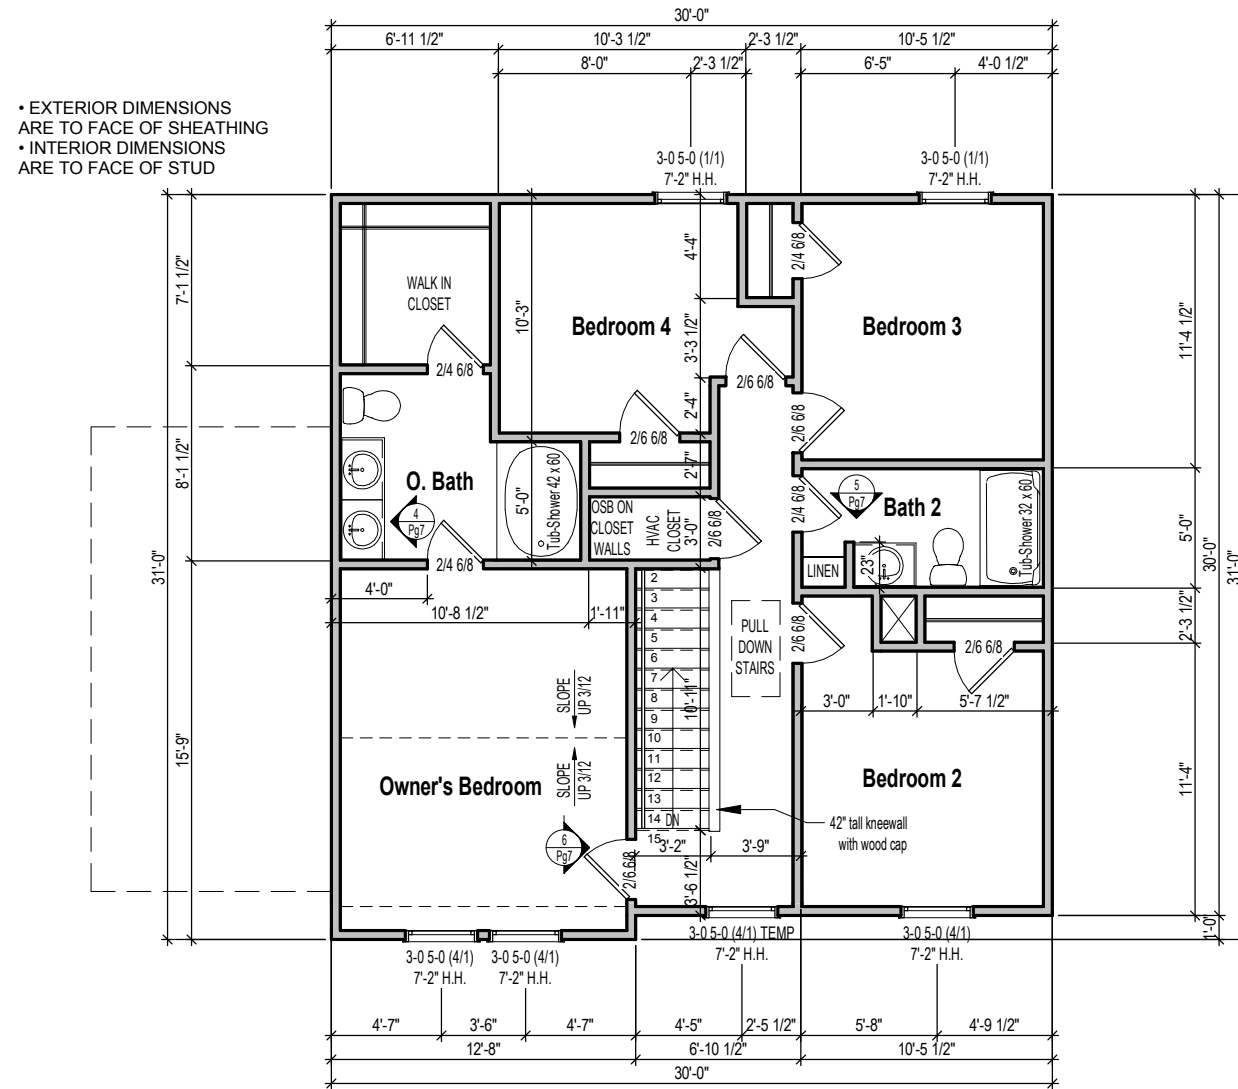 30'-0"
6'-11 1/2"
10'-3 1/2"
2'-3 1/2"
10'-5 1/2"
8'-0"
2'-3 1/2"
6'-5"
4'-0 1/2"
• EXTERIOR DIMENSIONS
ARE TO FACE OF SHEATHING
• INTERIOR DIMENSIONS
ARE TO FACE OF STUD
3-0 5-0 (1/1)
7'-2" H.H.
3-0 5-0 (1/1)
7'-2" H.H.
7'-1 1/2"
8'-1 1/2"
15'-9"
31'-0"
WALK IN
CLOSET
2/4 6/8
10'-3"
Bedroom 4
4'-4"
3'-3 1/2"
2'-4"
2'-7"
3'-0"
2/4 6/8
Bedroom 3
2/6 6/8
2/6 6/8
2/6 6/8
11'-4 1/2"
5'-0"
2'-3 1/2"
11'-4"
30'-0"
31'-0"
1'-0"
O. Bath
4
Pg7
2/4 6/8
5'-0"
Tub-Shower 42 x 60
OSB ON
CLOSET
WALLS
HVAC
CLOSET
2/6 6/8
2/4 6/8
5
Pg7
Bath 2
Tub-Shower 32 x 60
LINEN
23"
4'-0"
10'-8 1/2"
1'-11"
2
3
4
5
6
7
8
9
10
11
12
13
14
15
DN
10'-11"
PULL
DOWN
STAIRS
2/6 6/8
2/6 6/8
3'-0"
1'-10"
5'-7 1/2"
SLOPE
UP 3/12
SLOPE
UP 3/12
Owner's Bedroom
Bedroom 2
42" tall kneewall
with wood cap
6
Pg7
2/6 6/8
3'-2"
3'-9"
3'-6 1/2"
3-0 5-0 (4/1)
7'-2" H.H.
3-0 5-0 (4/1)
7'-2" H.H.
3-0 5-0 (4/1) TEMP
7'-2" H.H.
3-0 5-0 (4/1)
7'-2" H.H.
4'-7"
3'-6"
4'-7"
4'-5"
2'-5 1/2"
5'-8"
4'-9 1/2"
12'-8"
6'-10 1/2"
10'-5 1/2"
30'-0"